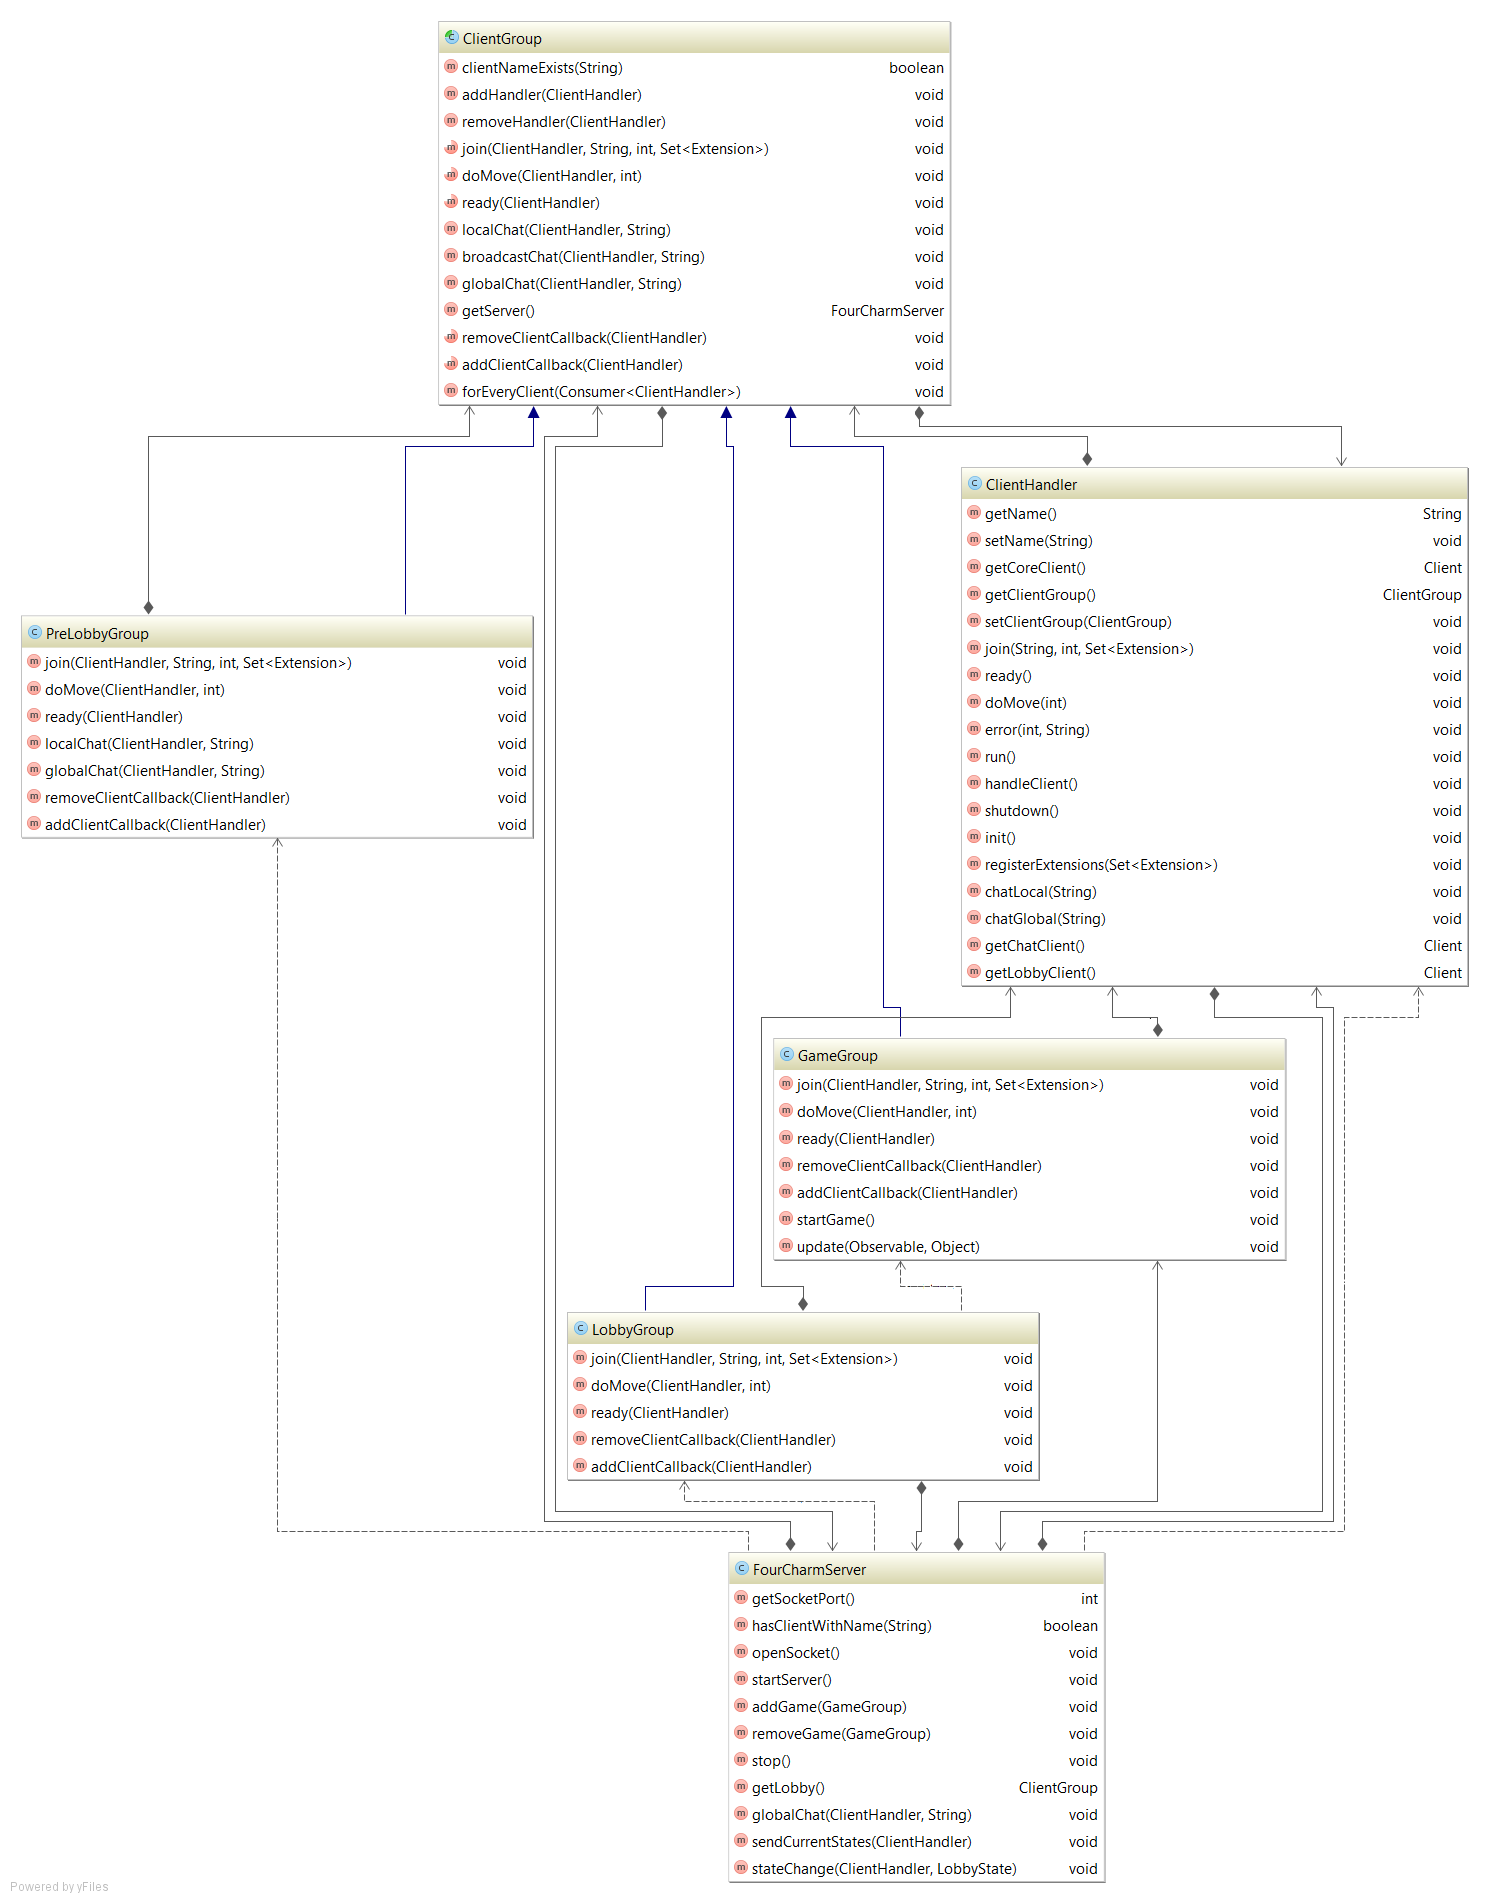 ClientGroup
clientNameExists(String) boolean
addHandler(ClientHandler) void
removeHandler(ClientHandler) void
join(ClientHandler, String, int, Set<Extension>) void
doMove(ClientHandler, int) void
ready(ClientHandler) void
localChat(ClientHandler, String) void
broadcastChat(ClientHandler, String) void
globalChat(ClientHandler, String) void
getServer() FourCharmServer
removeClientCallback(ClientHandler) void
addClientCallback(ClientHandler) void
forEveryClient(Consumer<ClientHandler>) void
ClientHandler
getName() String
setName(String) void
getCoreClient() Client
getClientGroup() ClientGroup
setClientGroup(ClientGroup) void
join(String, int, Set<Extension>) void
ready() void
doMove(int) void
error(int, String) void
run() void
handleClient() void
shutdown() void
init() void
registerExtensions(Set<Extension>) void
chatLocal(String) void
chatGlobal(String) void
getChatClient() Client
getLobbyClient() Client
PreLobbyGroup
join(ClientHandler, String, int, Set<Extension>) void
doMove(ClientHandler, int) void
ready(ClientHandler) void
localChat(ClientHandler, String) void
globalChat(ClientHandler, String) void
removeClientCallback(ClientHandler) void
addClientCallback(ClientHandler) void
GameGroup
join(ClientHandler, String, int, Set<Extension>) void
doMove(ClientHandler, int) void
ready(ClientHandler) void
removeClientCallback(ClientHandler) void
addClientCallback(ClientHandler) void
startGame() void
update(Observable, Object) void
LobbyGroup
join(ClientHandler, String, int, Set<Extension>) void
doMove(ClientHandler, int) void
ready(ClientHandler) void
removeClientCallback(ClientHandler) void
addClientCallback(ClientHandler) void
FourCharmServer
getSocketPort() int
hasClientWithName(String) boolean
openSocket() void
startServer() void
addGame(GameGroup) void
removeGame(GameGroup) void
stop() void
getLobby() ClientGroup
globalChat(ClientHandler, String) void
sendCurrentStates(ClientHandler) void
stateChange(ClientHandler, LobbyState) void
Powered by yFiles